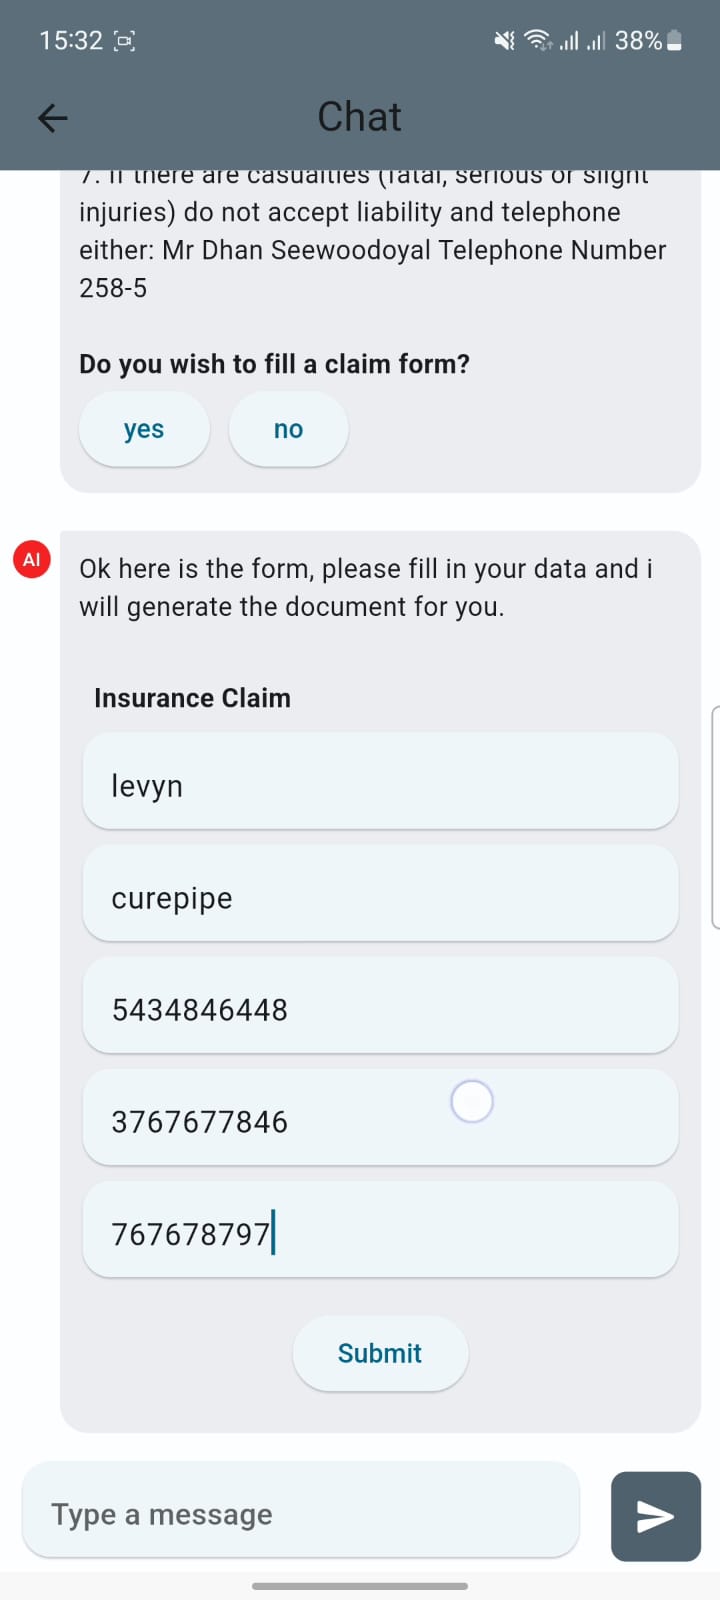 15:32
38%
Chat
7. If there are casualties (fatal, serious or slight
injuries) do not accept liability and telephone
either: Mr Dhan Seewoodoyal Telephone Number
258-5
Do you wish to fill a claim form?
yes
no
AI
Ok here is the form, please fill in your data and i
will generate the document for you.
Insurance Claim
levyn
curepipe
5434846448
3767677846
767678797
Submit
Type a message